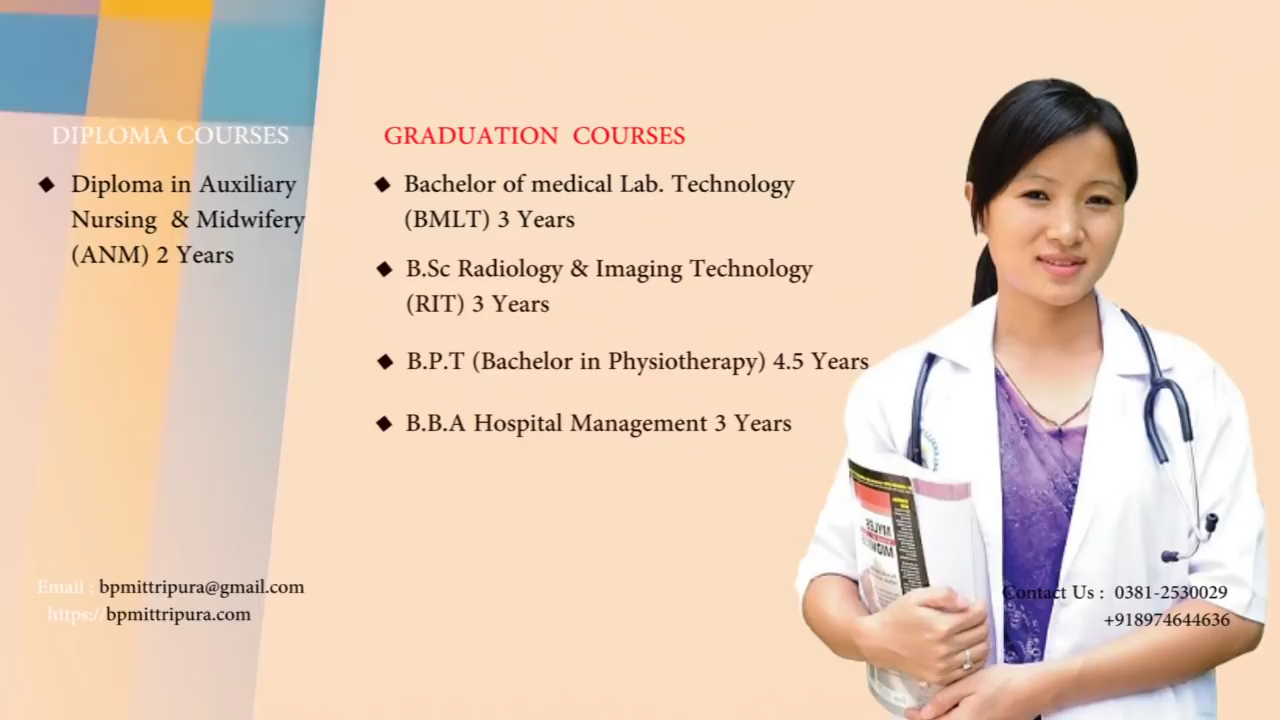 DIPLOMA COURSES
◆ Diploma in Auxiliary
Nursing & Midwifery
(ANM) 2 Years
GRADUATION COURSES
◆ Bachelor of medical Lab. Technology
(BMLT) 3 Years
◆ B.Sc Radiology & Imaging Technology
(RIT) 3 Years
◆ B.P.T (Bachelor in Physiotherapy) 4.5 Years
◆ B.B.A Hospital Management 3 Years
Email : bpmittripura@gmail.com
https://bpmittripura.com
Contact Us : 0381-2530029
+918974644636